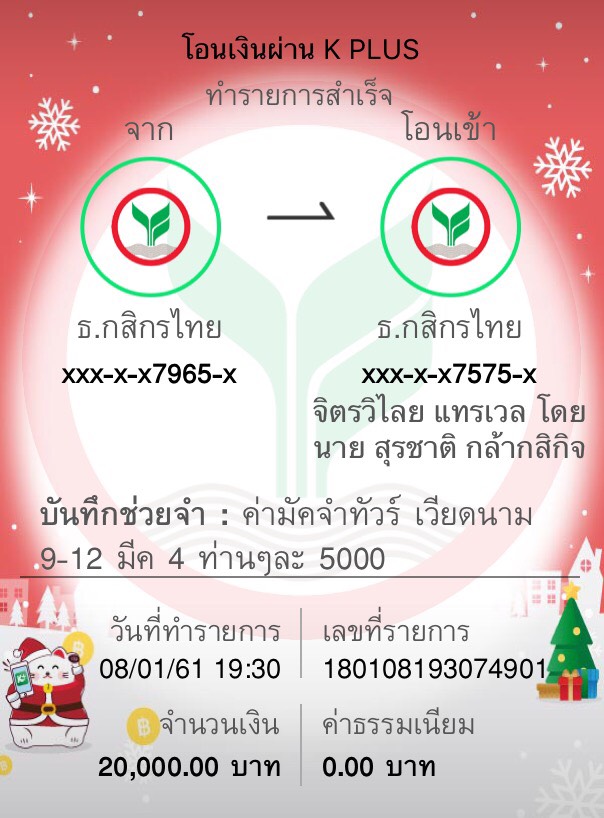 โอนเงินผ่าน K PLUS
ทำรายการสำเร็จ
จาก
โอนเข้า
ธ.กสิกรไทย
xxx-x-x7965-x
ธ.กสิกรไทย
xxx-x-x7575-x
จิตรวิไลย แทรเวล โดย
นาย สุรชาติ กล้ากสิกิจ
บันทึกช่วยจำ : ค่ามัคจำทัวร์ เวียดนาม
9-12 มีค 4 ท่านๆละ 5000
วันที่ทำรายการ
08/01/61 19:30
เลขที่รายการ
180108193074901
จำนวนเงิน
20,000.00 บาท
ค่าธรรมเนียม
0.00 บาท
K+